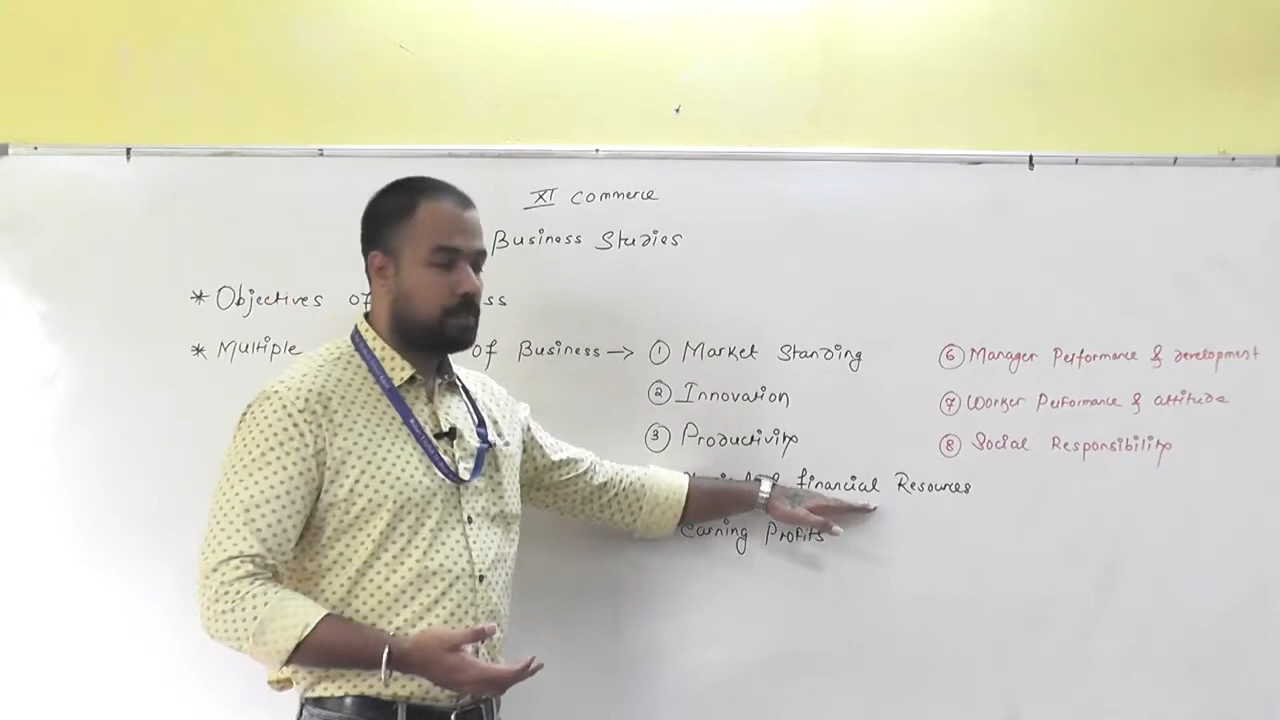 XI Commerce
Business Studies
* Objectives of ss
* Multiple of Business → ① Market Standing
② Innovation
③ Productivity
& financial Resources
Earning Profits
⑥ Manager Performance & development
⑦ Worker Performance & attitude
⑧ Social Responsibility